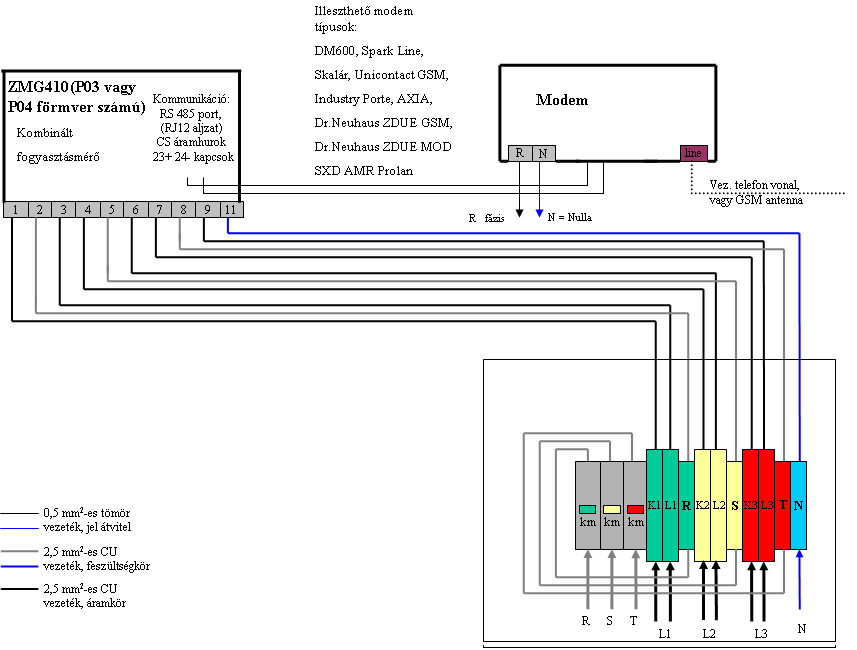 Illeszthető modem
típusok:
DM600, Spark Line,
Skalár, Unicontact GSM,
Industry Porte, AXIA,
Dr.Neuhaus ZDUE GSM,
Dr.Neuhaus ZDUE MOD
SXD AMR Prolan
ZMG410 (P03 vagy
P04 förmver számú)
Kombinált
fogyasztásmérő
Kommunikáció:
RS 485 port,
(RJ12 aljzat)
CS áramhurok
23+ 24- kapcsok
1 2 3 4 5 6 7 8 9 11
Modem
R N line
R fázis
N = Nulla
Vez. telefon vonal,
vagy GSM antenna
km km km K1 L1 R K2 L2 S K3 L3 T N
R S T L1 L2 L3 N
0,5 mm²-es tömör
vezeték, jel átvitel
2,5 mm²-es CU
vezeték, feszültségkör
2,5 mm²-es CU
vezeték, áramkör